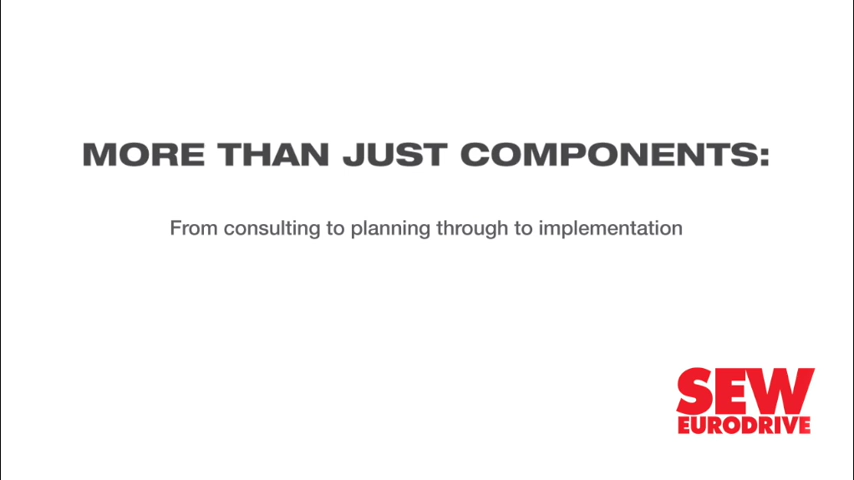 MORE THAN JUST COMPONENTS:
From consulting to planning through to implementation
SEW
EURODRIVE